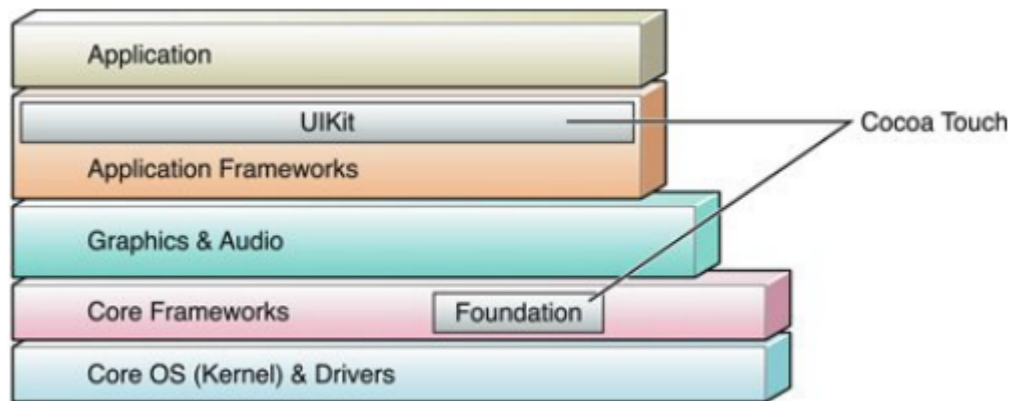 Application
UIKit
Cocoa Touch
Application Frameworks
Graphics & Audio
Core Frameworks
Foundation
Core OS (Kernel) & Drivers